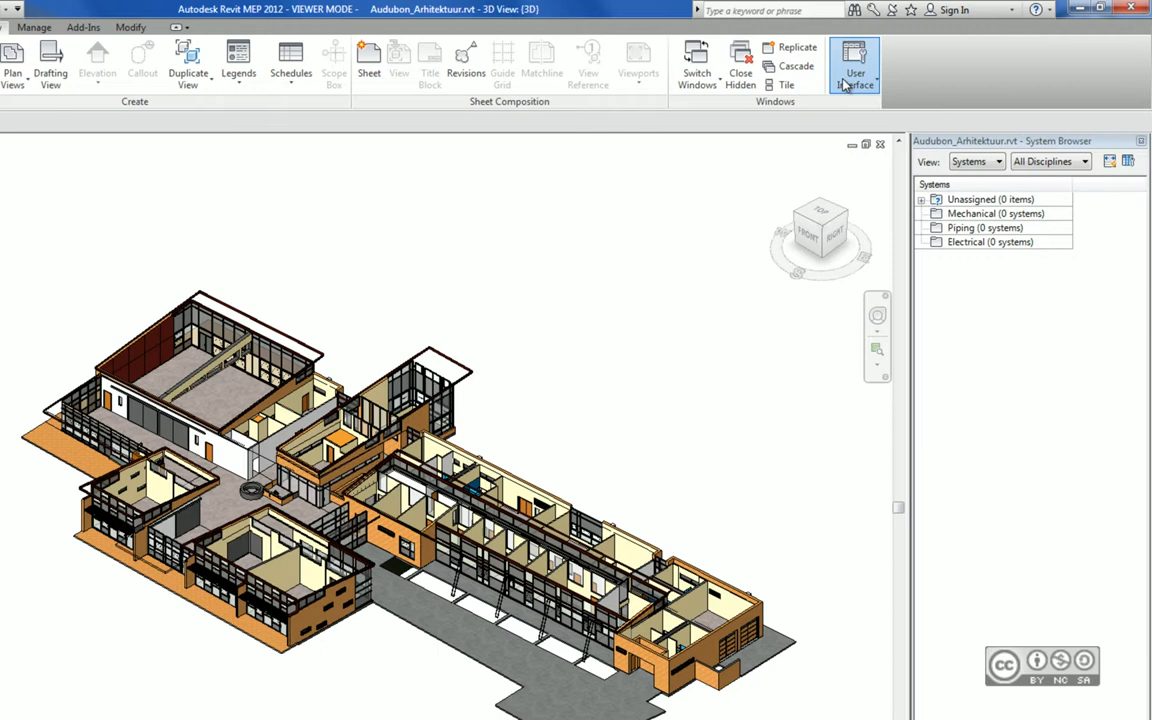 Autodesk Revit MEP 2012 - VIEWER MODE - Audubon_Arhitektuur.rvt - 3D View: {3D}
Type a keyword or phrase
Sign In
Manage Add-Ins Modify
Plan Views
Drafting View
Elevation
Callout
Duplicate View
Legends
Schedules
Scope Box
Sheet
View
Title Block
Revisions
Guide Grid
Matchline
View Reference
Viewports
Switch Windows
Close Hidden
Replicate
Cascade
Tile
User Interface
Create
Sheet Composition
Windows
Audubon_Arhitektuur.rvt - System Browser
View: Systems All Disciplines
Systems
Unassigned (0 items)
Mechanical (0 systems)
Piping (0 systems)
Electrical (0 systems)
TOP
FRONT RIGHT
cc
BY NC SA